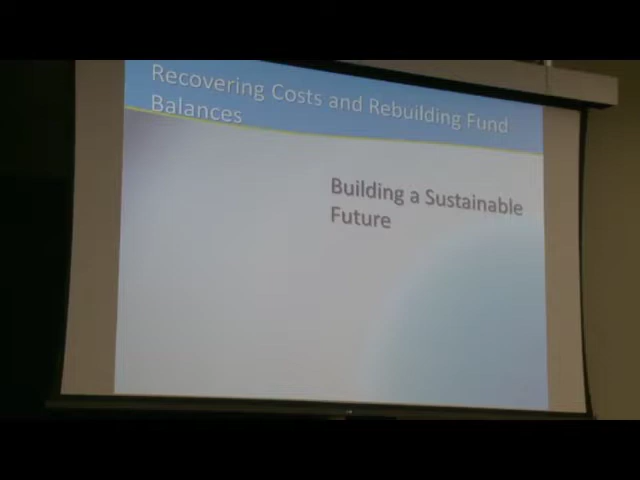 Recovering Costs and Rebuilding Fund
Balances
Building a Sustainable
Future